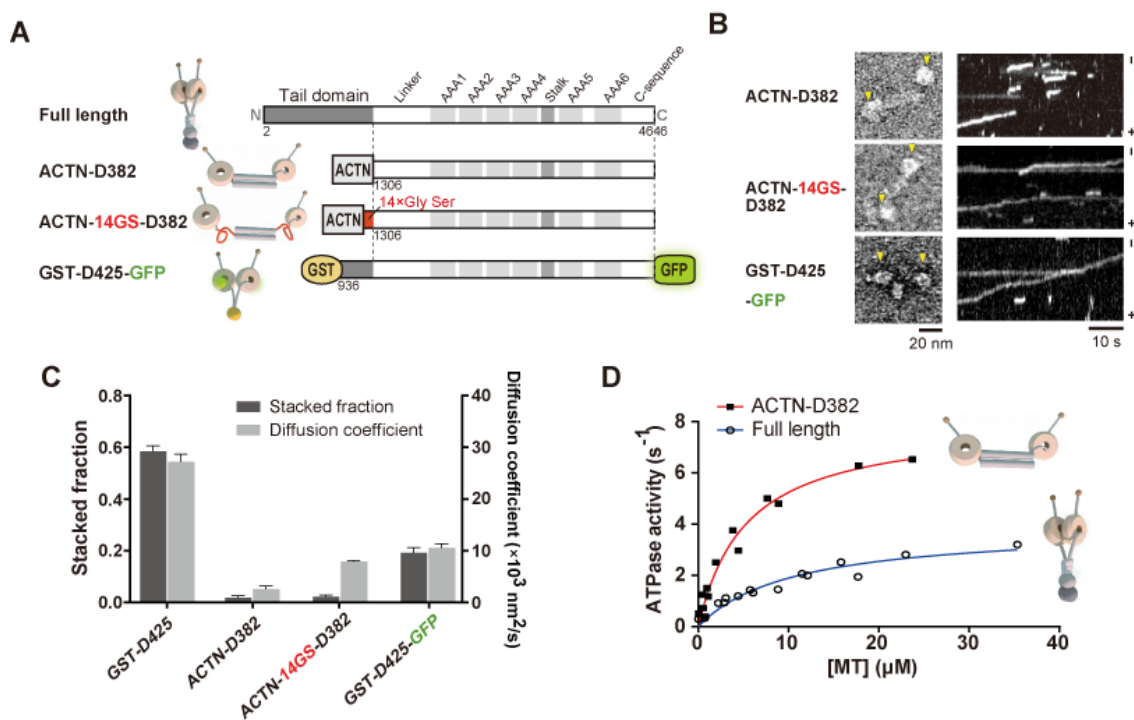 A
Full length
ACTN-D382
ACTN-14GS-D382
GST-D425-GFP
Tail domain
Linker
AAA1
AAA2
AAA3
AAA4
Stalk
AAA5
AAA6
C-sequence
N
C
2
4646
ACTN
1306
14×Gly Ser
ACTN
1306
GST
936
GFP
B
ACTN-D382
ACTN-14GS-
D382
GST-D425
-GFP
-
+
-
+
-
+
20 nm
10 s
C
Stacked fraction
Diffusion coefficient
0.8
0.6
0.4
0.2
0.0
Stacked fraction
40
30
20
10
0
Diffusion coefficient (×10³ nm²/s)
GST-D425
ACTN-D382
ACTN-14GS-D382
GST-D425-GFP
D
ACTN-D382
Full length
8
6
4
2
0
ATPase activity (s⁻¹)
0
10
20
30
40
[MT] (µM)